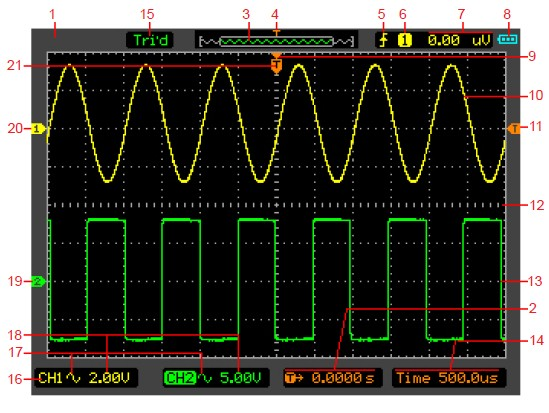 1 15 3 4 5 6 7 8
Tri'd 1 0.00 uV
T
21 T 9
10
20 1 T 11
12
19 2 13
2
18 14
17
16 CH1∿ 2.00V CH2∿ 5.00V T→ 0.0000s Time 500.0us